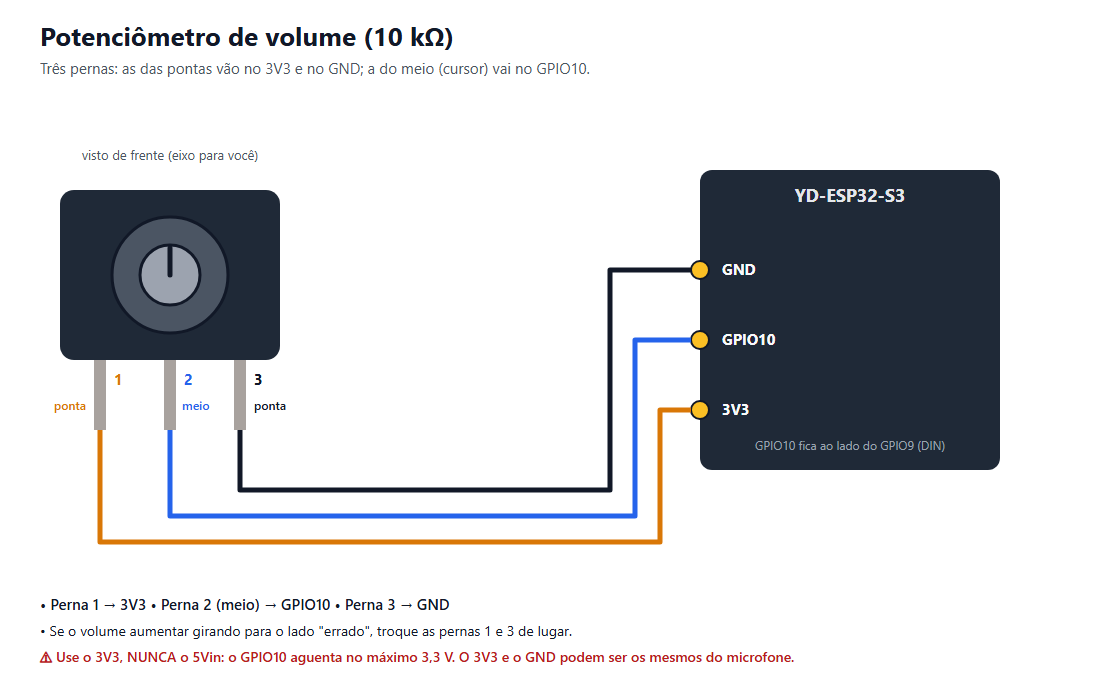 Potenciômetro de volume (10 kΩ)
Três pernas: as das pontas vão no 3V3 e no GND; a do meio (cursor) vai no GPIO10.
visto de frente (eixo para você)
YD-ESP32-S3
GND
GPIO10
3V3
GPIO10 fica ao lado do GPIO9 (DIN)
1
2
3
ponta
meio
ponta
• Perna 1 → 3V3 • Perna 2 (meio) → GPIO10 • Perna 3 → GND
• Se o volume aumentar girando para o lado "errado", troque as pernas 1 e 3 de lugar.
⚠ Use o 3V3, NUNCA o 5Vin: o GPIO10 aguenta no máximo 3,3 V. O 3V3 e o GND podem ser os mesmos do microfone.